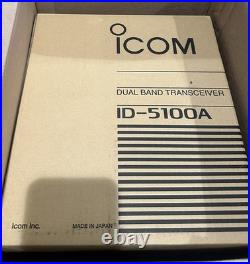 ICOM
DUAL BAND TRANSCEIVER
ID-5100A
Icom Inc.
MADE IN JAPAN